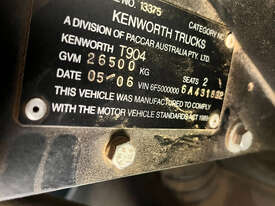 NO. 13375 CATEGORY NC
KENWORTH TRUCKS
A DIVISION OF PACCAR AUSTRALIA PTY. LTD.
KENWORTH T904
GVM 26500 KG
SEATS 2
DATE 05-06 VIN 6F5000000
THIS VEHICLE WAS MANUFACTURED TO COMPLY
WITH THE MOTOR VEHICLE STANDARDS ACT 1989